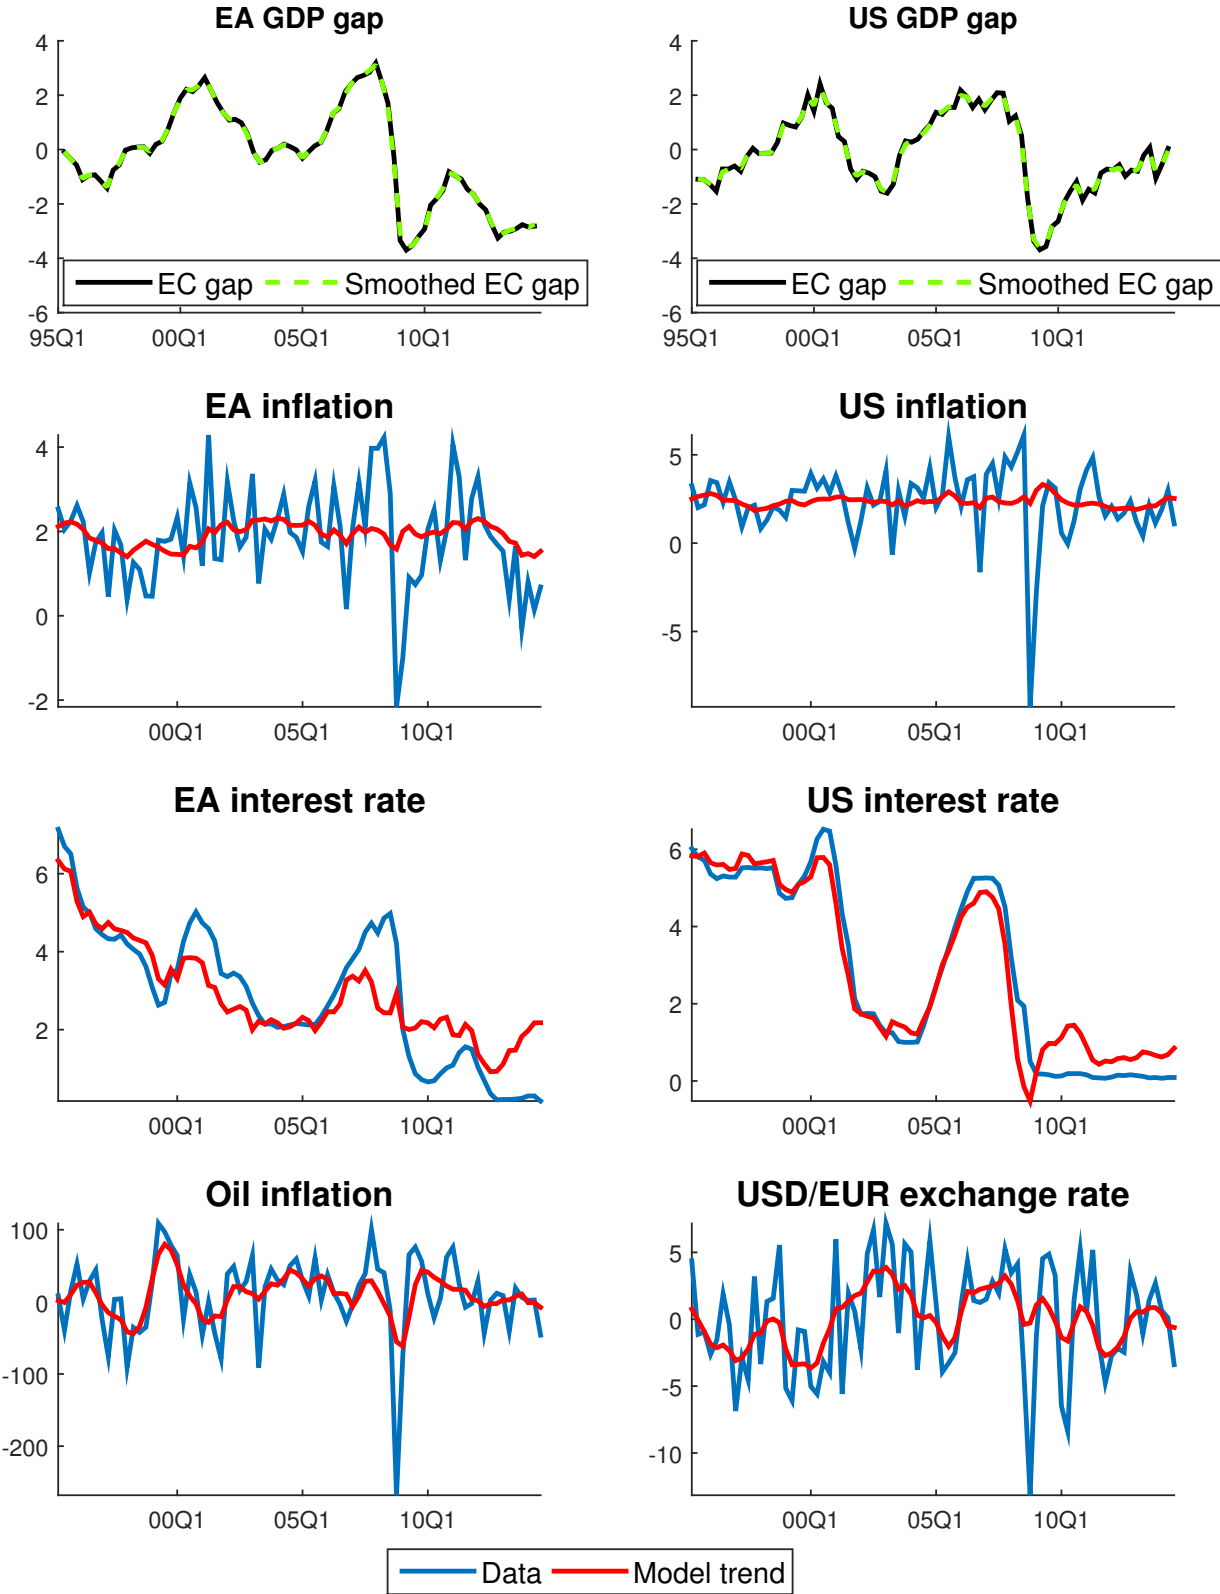 EA GDP gap
US GDP gap
4
2
0
-2
-4
-6
EC gap Smoothed EC gap
95Q1 00Q1 05Q1 10Q1
4
2
0
-2
-4
-6
EC gap Smoothed EC gap
95Q1 00Q1 05Q1 10Q1
EA inflation
US inflation
4
2
0
-2
00Q1 05Q1 10Q1
5
0
-5
00Q1 05Q1 10Q1
EA interest rate
US interest rate
6
4
2
00Q1 05Q1 10Q1
6
4
2
0
00Q1 05Q1 10Q1
Oil inflation
USD/EUR exchange rate
100
0
-100
-200
00Q1 05Q1 10Q1
5
0
-5
-10
00Q1 05Q1 10Q1
Data Model trend